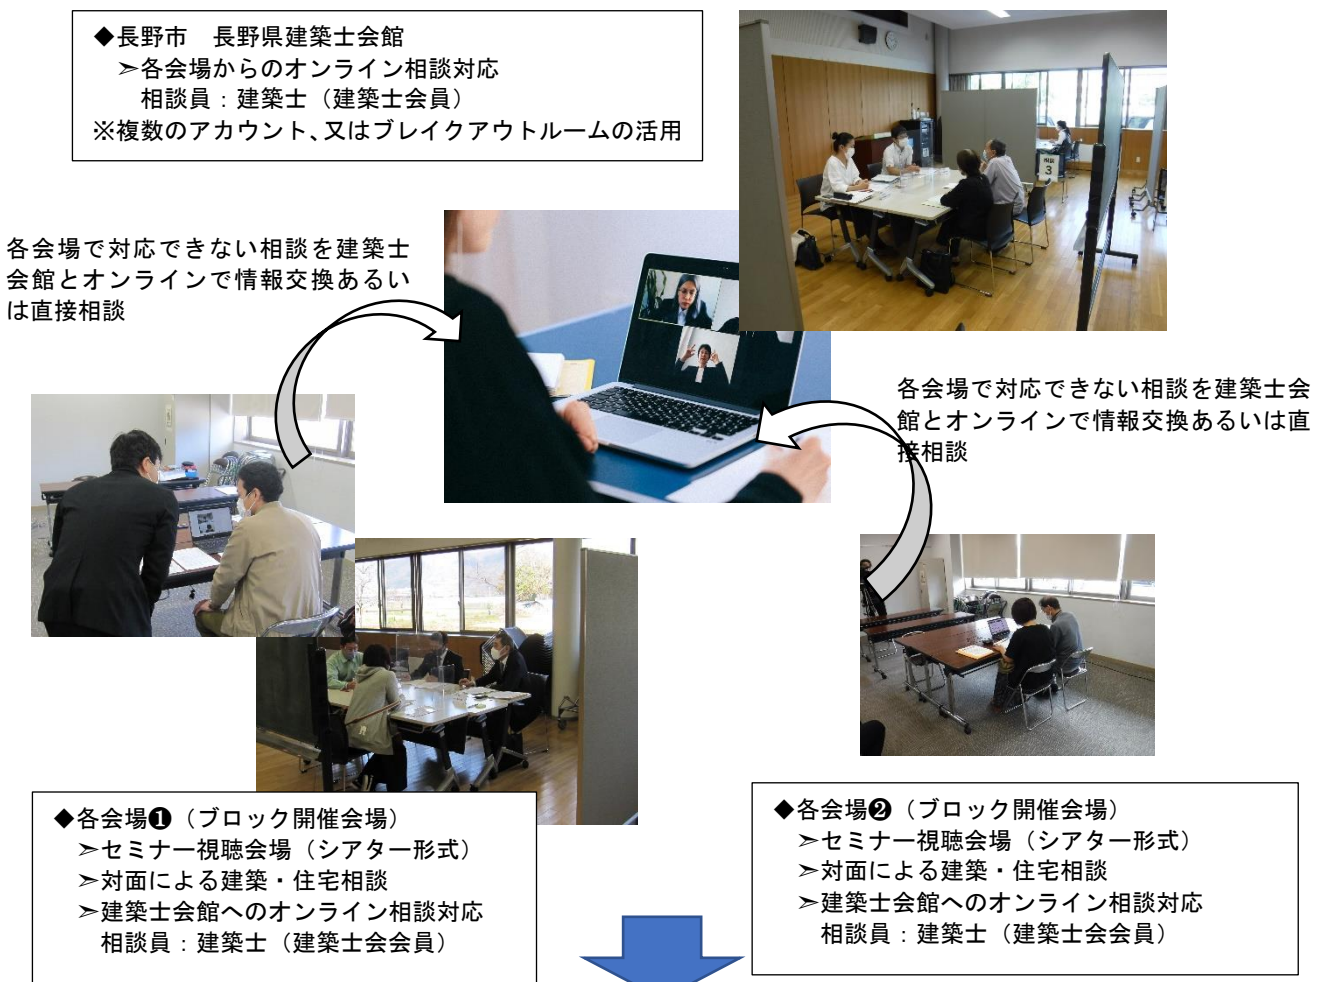 ◆長野市　長野県建築士会館
➣各会場からのオンライン相談対応
相談員：建築士（建築士会員）
※複数のアカウント、又はブレイクアウトルームの活用
相談
3
各会場で対応できない相談を建築士
会館とオンラインで情報交換あるい
は直接相談
各会場で対応できない相談を建築士会
館とオンラインで情報交換あるいは直
接相談
◆各会場❶（ブロック開催会場）
➣セミナー視聴会場（シアター形式）
➣対面による建築・住宅相談
➣建築士会館へのオンライン相談対応
相談員：建築士（建築士会会員）
◆各会場❷（ブロック開催会場）
➣セミナー視聴会場（シアター形式）
➣対面による建築・住宅相談
➣建築士会館へのオンライン相談対応
相談員：建築士（建築士会会員）